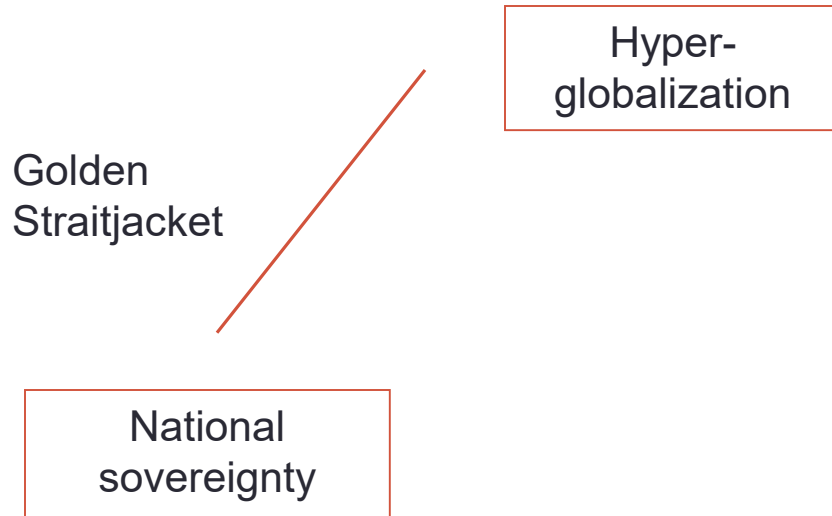 Hyper-
globalization
Golden
Straitjacket
National
sovereignty